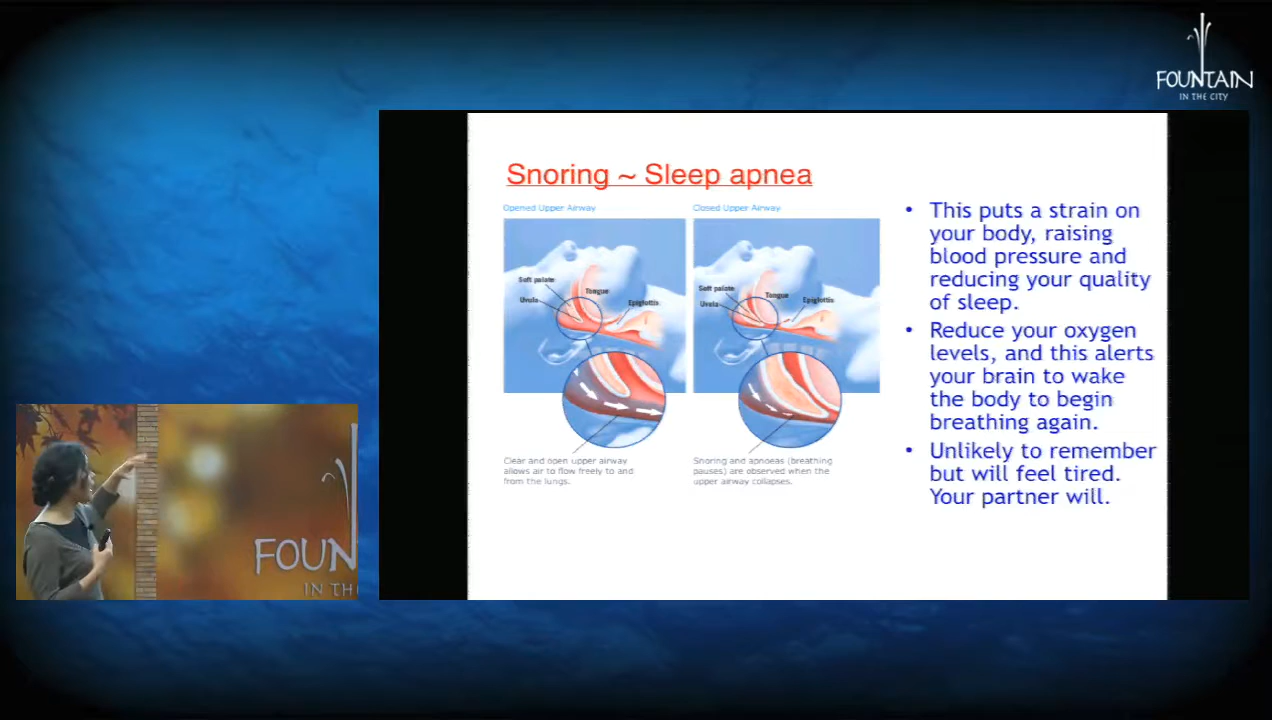 FOUNTAIN
IN THE CITY
Snoring ~ Sleep apnea
Opened Upper Airway
Closed Upper Airway
Soft palate
Tongue
Uvula
Epiglottis
Soft palate
Tongue
Uvula
Epiglottis
Clear and open upper airway
allows air to flow freely to and
from the lungs.
Snoring and apnoeas (breathing
pauses) are observed when the
upper airway collapses.
• This puts a strain on
your body, raising
blood pressure and
reducing your quality
of sleep.
• Reduce your oxygen
levels, and this alerts
your brain to wake
the body to begin
breathing again.
• Unlikely to remember
but will feel tired.
Your partner will.
FOUN
IN TH